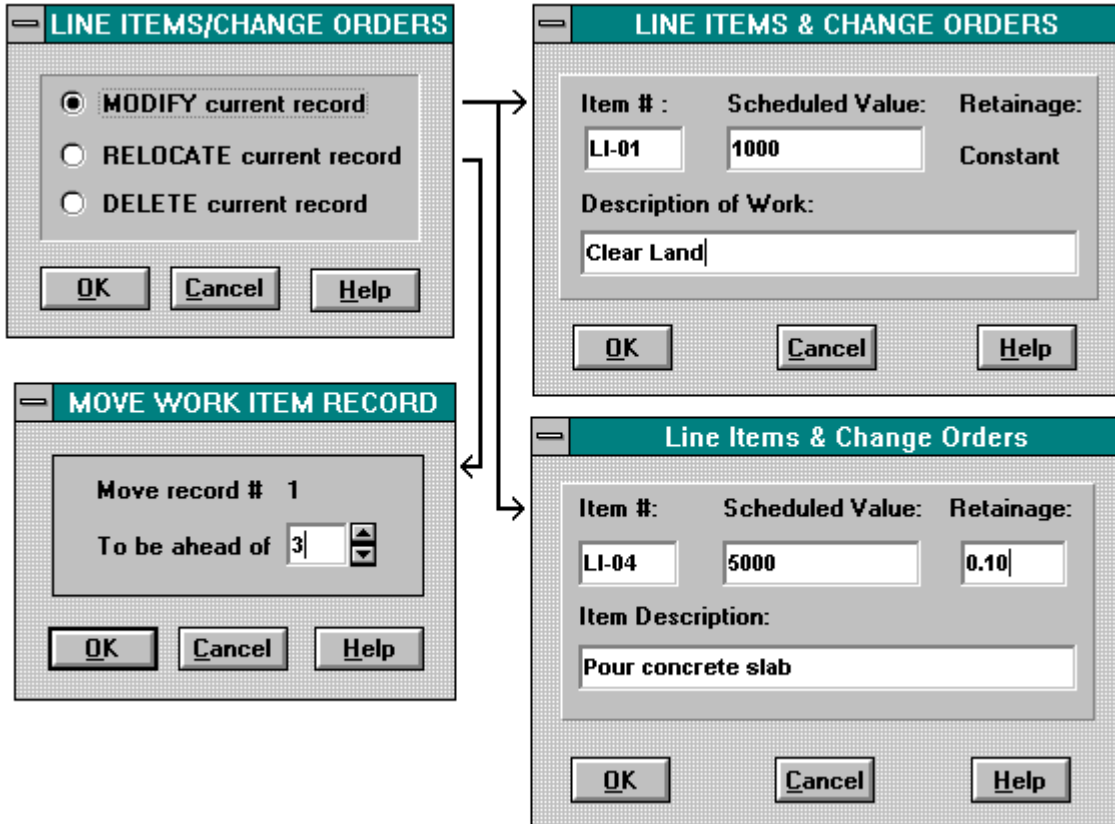 LINE ITEMS/CHANGE ORDERS
MODIFY current record
RELOCATE current record
DELETE current record
OK Cancel Help
LINE ITEMS & CHANGE ORDERS
Item # : Scheduled Value: Retainage:
LI-01 1000 Constant
Description of Work:
Clear Land
OK Cancel Help
MOVE WORK ITEM RECORD
Move record # 1
To be ahead of 3
OK Cancel Help
Line Items & Change Orders
Item #: Scheduled Value: Retainage:
LI-04 5000 0.10
Item Description:
Pour concrete slab
OK Cancel Help